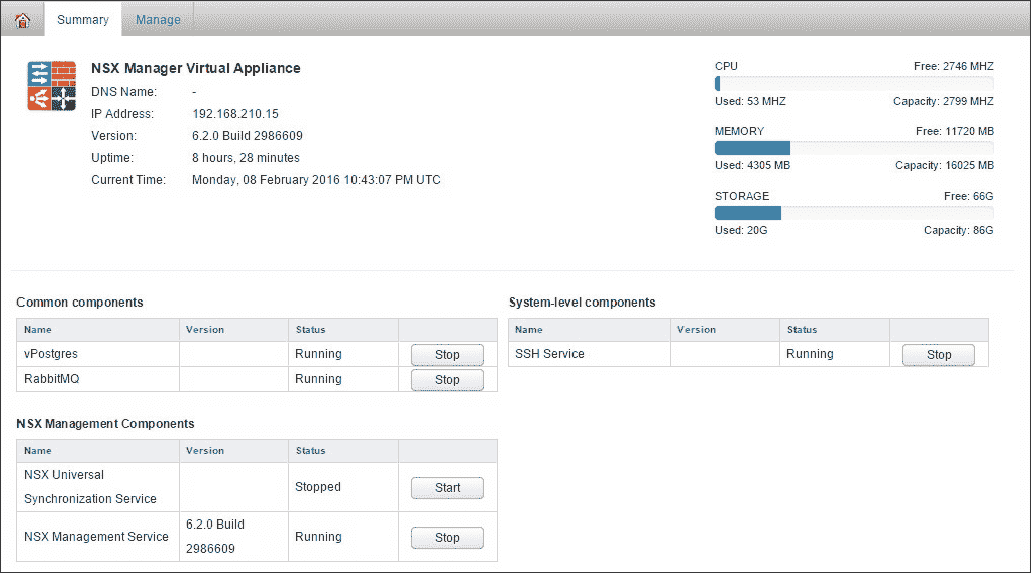 Summary Manage
NSX Manager Virtual Appliance
DNS Name: -
IP Address: 192.168.210.15
Version: 6.2.0 Build 2986609
Uptime: 8 hours, 28 minutes
Current Time: Monday, 08 February 2016 10:43:07 PM UTC
CPU Free: 2746 MHZ
Used: 53 MHZ Capacity: 2799 MHZ
MEMORY Free: 11720 MB
Used: 4305 MB Capacity: 16025 MB
STORAGE Free: 66G
Used: 20G Capacity: 86G
Common components
Name Version Status
vPostgres Running Stop
RabbitMQ Running Stop
System-level components
Name Version Status
SSH Service Running Stop
NSX Management Components
Name Version Status
NSX Universal
Synchronization Service Stopped Start
NSX Management Service 6.2.0 Build
2986609 Running Stop